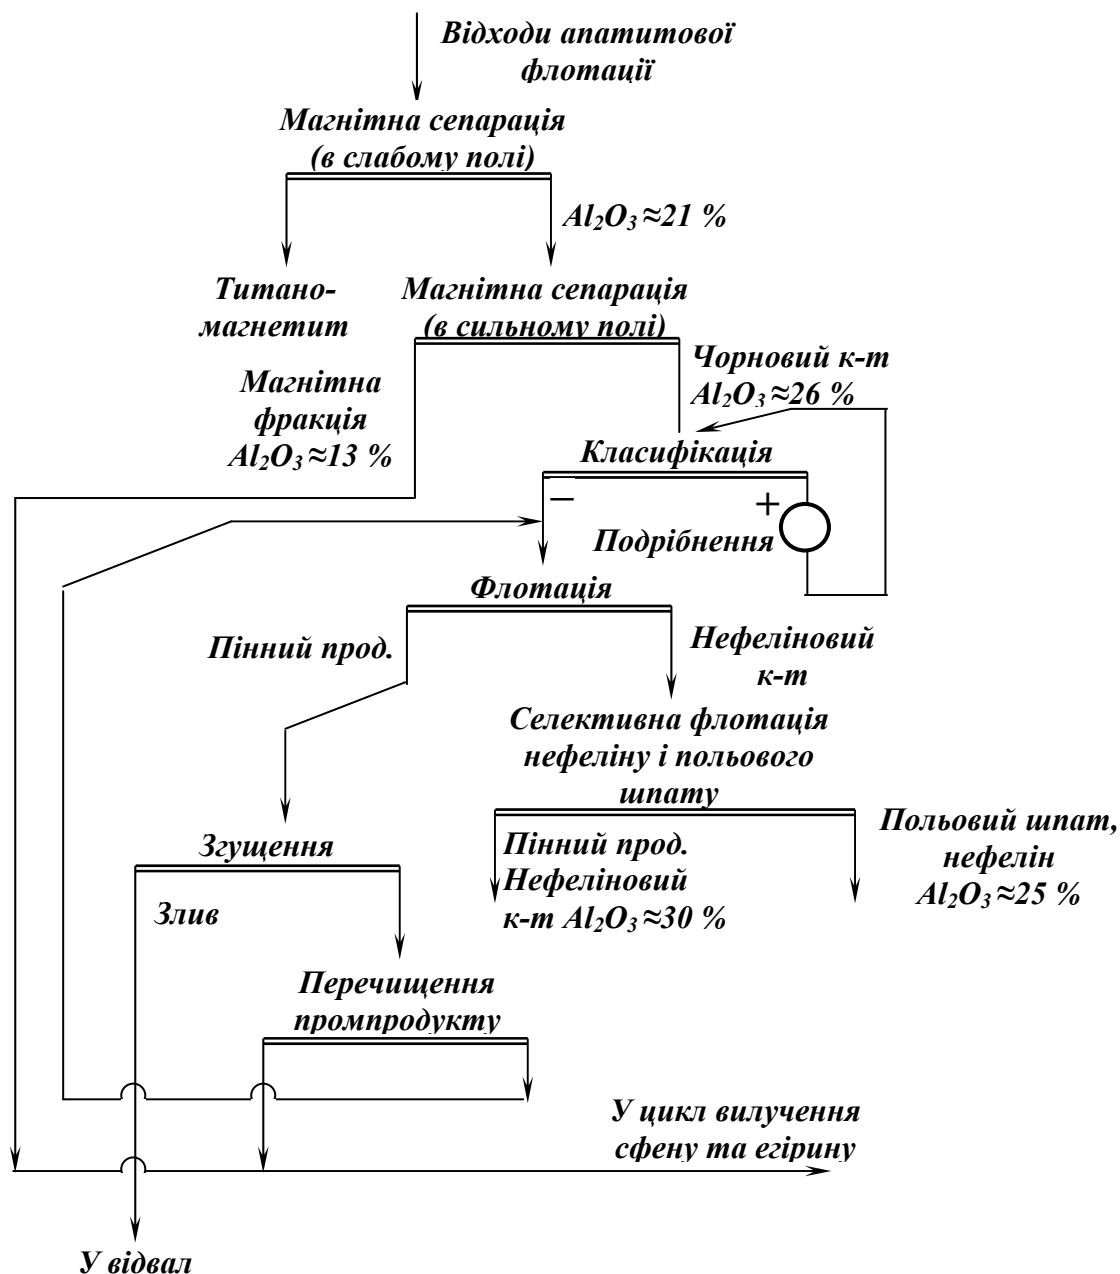 Відходи апатитової
флотації
Магнітна сепарація
(в слабому полі)
Al₂O₃≈21 %
Титано-
магнетит
Магнітна сепарація
(в сильному полі)
Чорновий к-т
Al₂O₃≈26 %
Магнітна
фракція
Al₂O₃≈13 %
Класифікація
– +
Подрібнення
Флотація
Пінний прод.
Нефеліновий
к-т
Селективна флотація
нефеліну і польового
шпату
Згущення
Пінний прод.
Нефеліновий
к-т Al₂O₃≈30 %
Польовий шпат,
нефелін
Al₂O₃≈25 %
Злив
Перечищення
промпродукту
У цикл вилучення
сфену та егірину
У відвал